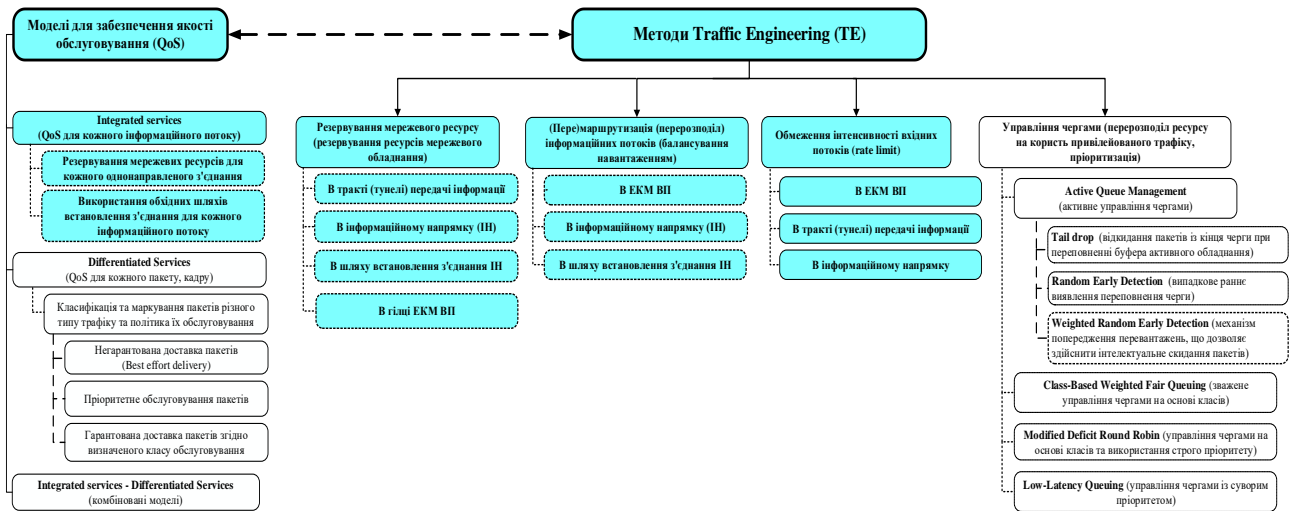 Моделі для забезпечення якості
обслуговування (QoS)
Методи Traffic Engineering (TE)
Integrated services
(QoS для кожного інформаційного потоку)
Резервування мережевих ресурсів для
кожного однонаправленого з'єднання
Використання обхідних шляхів
встановлення з'єднання для кожного
інформаційного потоку
Differentiated Services
(QoS для кожного пакету, кадру)
Класифікація та маркування пакетів різного
типу трафіку та політика їх обслуговування
Негарантована доставка пакетів
(Best effort delivery)
Пріоритетне обслуговування пакетів
Гарантована доставка пакетів згідно
визначеного класу обслуговування
Integrated services - Differentiated Services
(комбіновані моделі)
Резервування мережевого ресурсу
(резервування ресурсів мережевого
обладнання)
В тракті (тунелі) передачі інформації
В інформаційному напрямку (ІН)
В шляху встановлення з'єднання ІН
В гілці ЕКМ ВП
(Пере)маршрутизація (перерозподіл)
інформаційних потоків (балансування
навантаженням)
В ЕКМ ВП
В інформаційному напрямку (ІН)
В шляху встановлення з'єднання ІН
Обмеження інтенсивності вхідних
потоків (rate limit)
В ЕКМ ВП
В тракті (тунелі) передачі інформації
В інформаційному напрямку
Управління чергами (перерозподіл ресурсу
на користь привілейованого трафіку,
пріоритизація)
Active Queue Management
(активне управління чергами)
Tail drop (відкидання пакетів із кінця черги при
переповненні буфера активного обладнання)
Random Early Detection (випадкове раннє
виявлення переповнення черги)
Weighted Random Early Detection (механізм
попередження перевантажень, що дозволяє
здійснити інтелектуальне скидання пакетів)
Class-Based Weighted Fair Queuing (зважене
управління чергами на основі класів)
Modified Deficit Round Robin (управління чергами на
основі класів та використання строго пріоритету)
Low-Latency Queuing (управління чергами із суворим
пріоритетом)